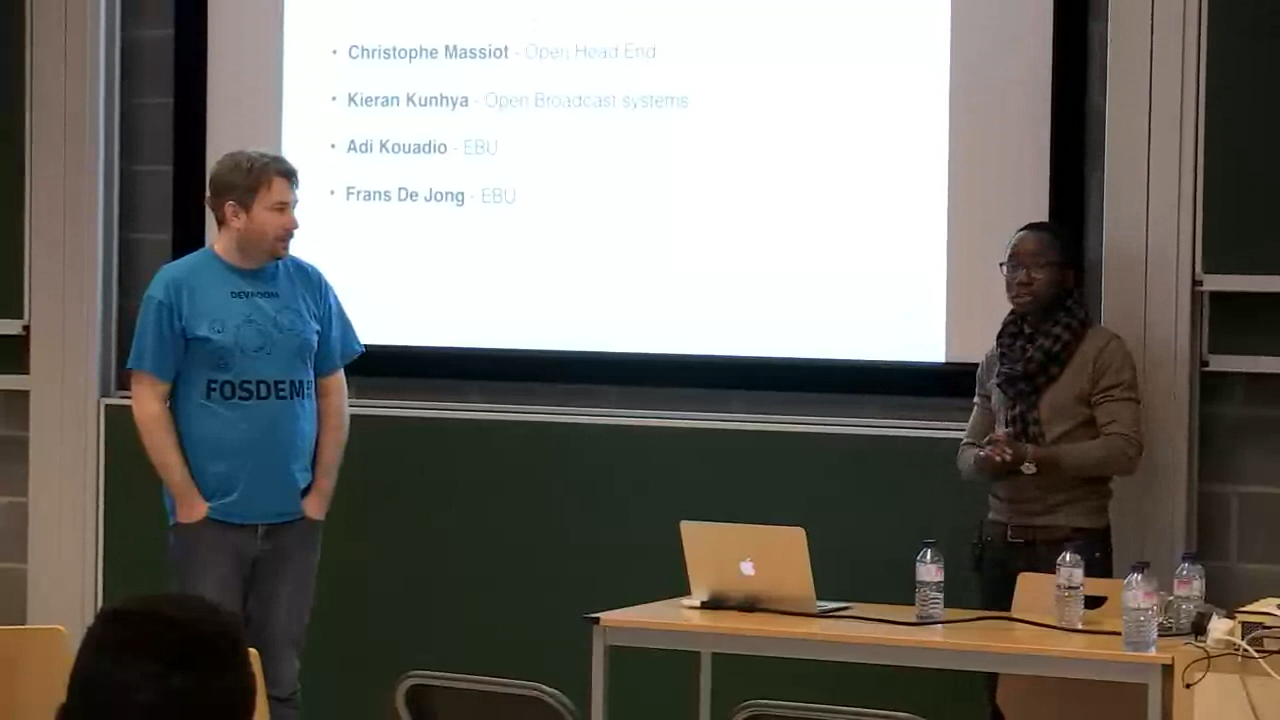 • Christophe Massiot - Open Head End
• Kieran Kunhya - Open Broadcast systems
• Adi Kouadio - EBU
• Frans De Jong - EBU
DEVROOM
FOSDEM